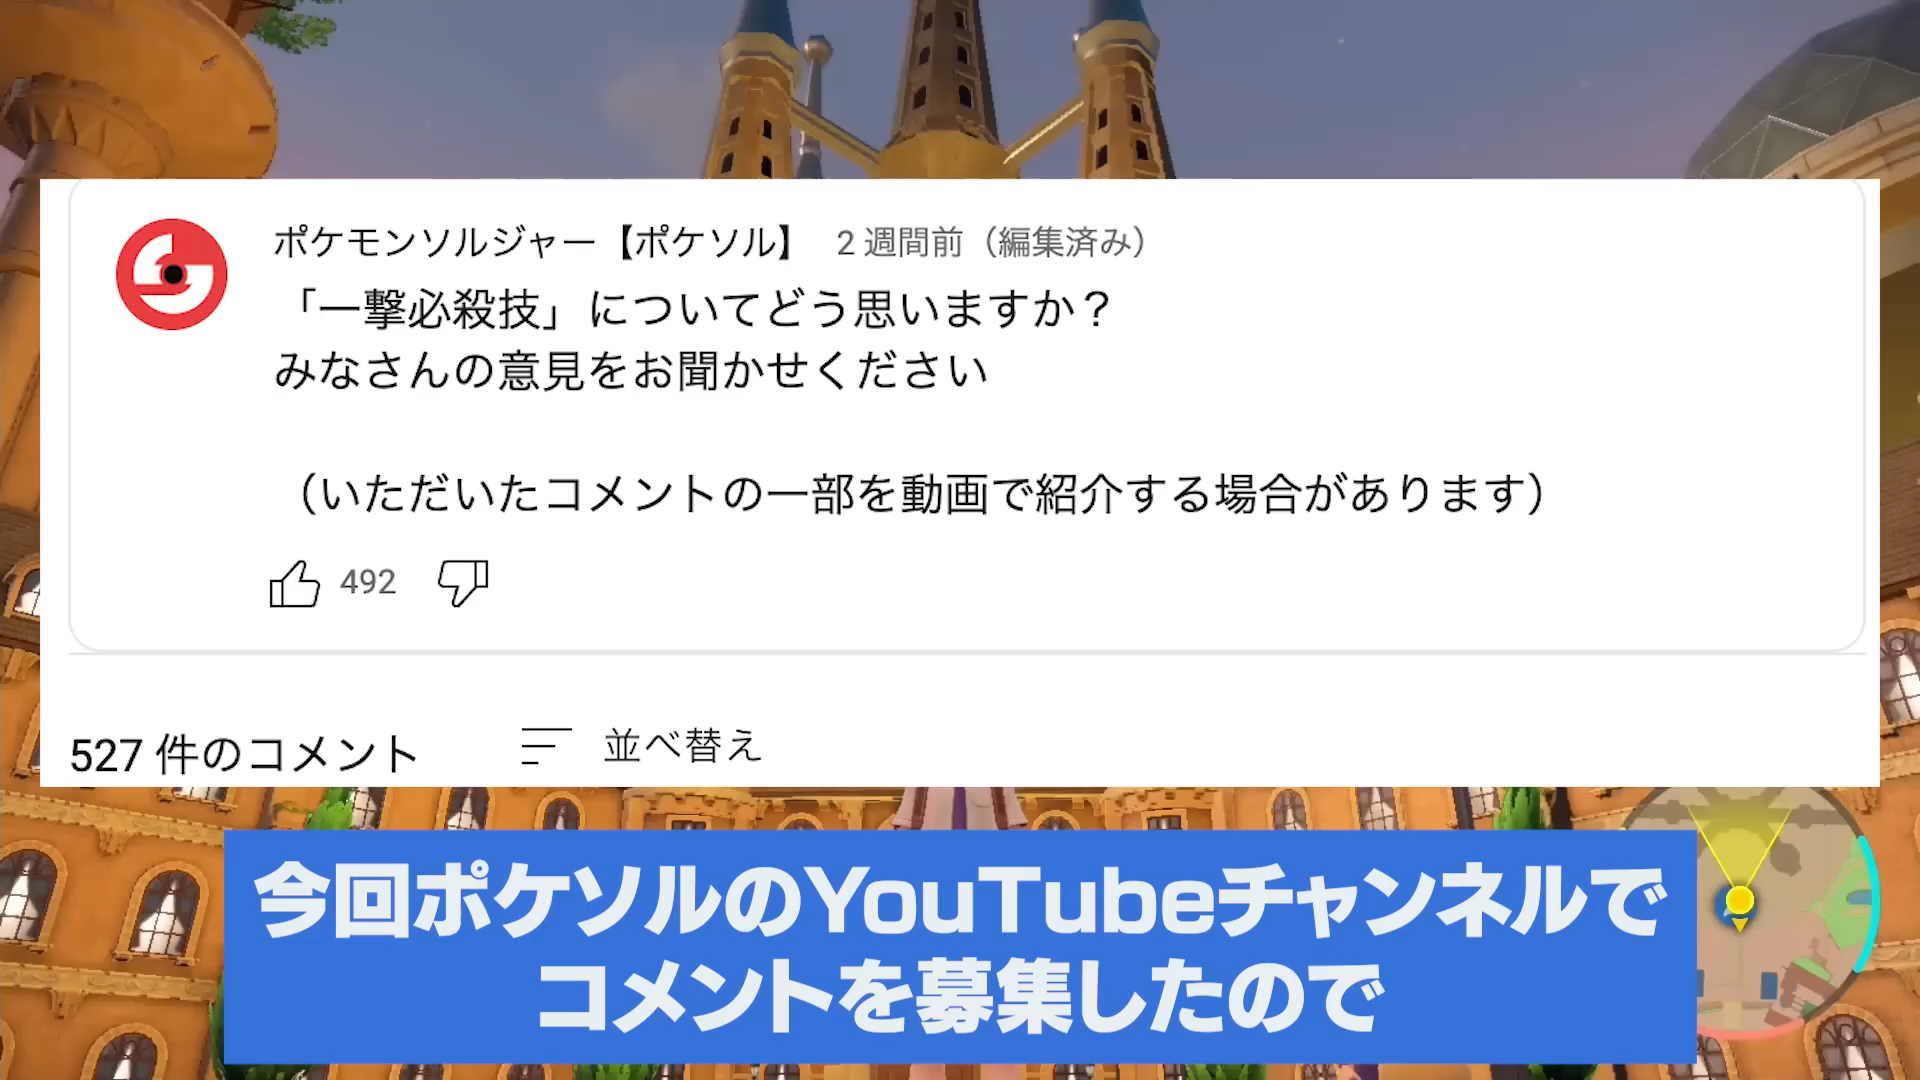 ポケモンソルジャー【ポケソル】 2 週間前（編集済み）
「一撃必殺技」についてどう思いますか？
みなさんの意見をお聞かせください
（いただいたコメントの一部を動画で紹介する場合があります）
492
527 件のコメント 並べ替え
今回ポケソルのYouTubeチャンネルで
コメントを募集したので